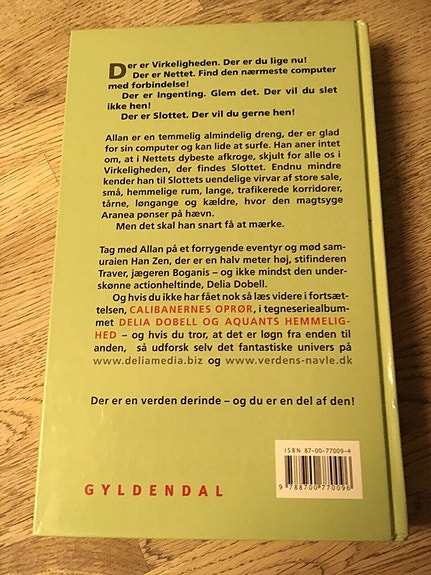 Der er Virkeligheden. Der er du lige nu!
Der er Nettet. Find den nærmeste computer
med forbindelse!
Der er Ingenting. Glem det. Der vil du slet
ikke hen!
Der er Slottet. Der vil du gerne hen!
Allan er en temmelig almindelig dreng, der er glad
for sin computer og kan lide at surfe. Han aner intet
om, at i Nettets dybeste afkroge, skjult for alle os i
Virkeligheden, der findes Slottet. Endnu mindre
kender han til Slottets uendelige virvar af store sale,
små, hemmelige rum, lange, trafikerede korridorer,
tårne, løngange og kældre, hvor den magtsyge
Aranea pønser på hævn.
Men det skal han snart få at mærke.
Tag med Allan på et forrygende eventyr og mød sam-
uraien Han Zen, der er en halv meter høj, stifinderen
Traver, jægeren Boganis – og ikke mindst den under-
skønne actionheltinde, Delia Dobell.
Og hvis du ikke har fået nok så læs videre i fortsæt-
telsen, CALIBANERNES OPRØR, i tegneseriealbum-
met DELIA DOBELL OG AQUANTS HEMMELIG-
HED – og hvis du tror, at det er løgn fra enden til
anden, så udforsk selv det fantastiske univers på
www.deliamedia.biz og www.verdens-navle.dk
Der er en verden derinde – og du er en del af den!
ISBN 87-00-77009-4
9 788700 770096
GYLDENDAL